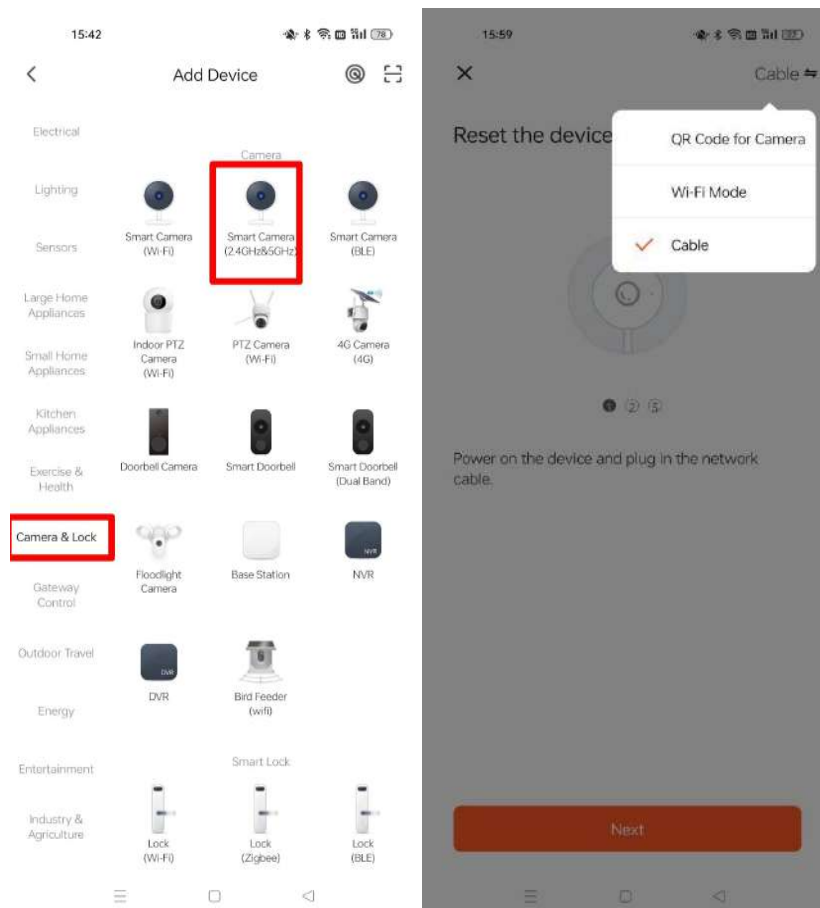 15:42
78
Add Device
Electrical
Camera
Lighting
Smart Camera
(Wi-Fi)
Smart Camera
(2.4GHz&5GHz)
Smart Camera
(BLE)
Sensors
Large Home
Appliances
Indoor PTZ
Camera
(Wi-Fi)
PTZ Camera
(Wi-Fi)
4G Camera
(4G)
Small Home
Appliances
Kitchen
Appliances
Doorbell Camera
Smart Doorbell
Smart Doorbell
(Dual Band)
Exercise &
Health
Camera & Lock
NVR
Floodlight
Camera
Base Station
NVR
Gateway
Control
Outdoor Travel
DVR
DVR
Bird Feeder
(wifi)
Energy
Entertainment
Smart Lock
Industry &
Agriculture
Lock
(Wi-Fi)
Lock
(Zigbee)
Lock
(BLE)
15:59
Cable
Reset the device
QR Code for Camera
Wi-Fi Mode
Cable
1 2 3
Power on the device and plug in the network
cable.
Next